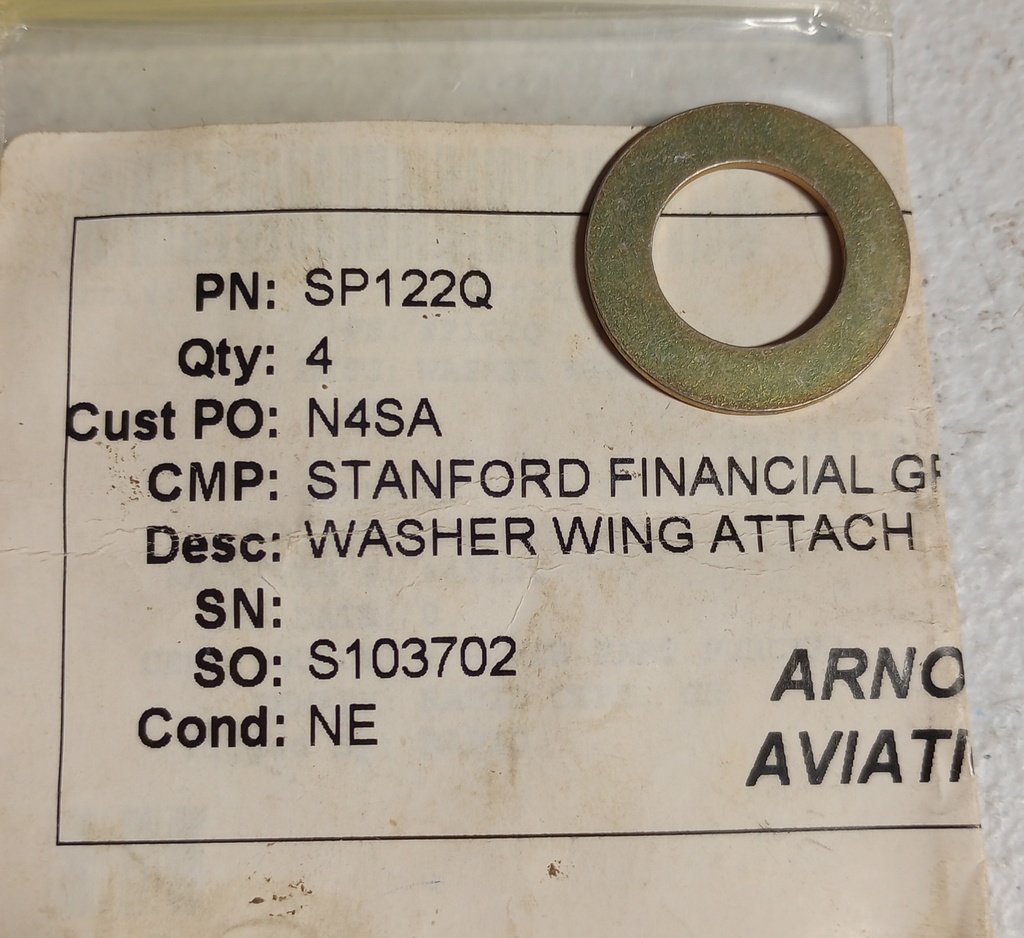 PN: SP122Q
Qty: 4
Cust PO: N4SA
CMP: STANFORD FINANCIAL
Desc: WASHER WING ATTACH
SN:
SO: S103702
Cond: NE
ARNO
AVIATI